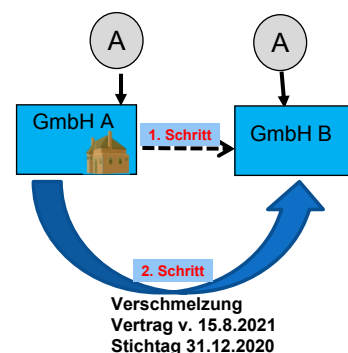 A
A
GmbH A
1. Schritt
GmbH B
2. Schritt
Verschmelzung
Vertrag v. 15.8.2021
Stichtag 31.12.2020